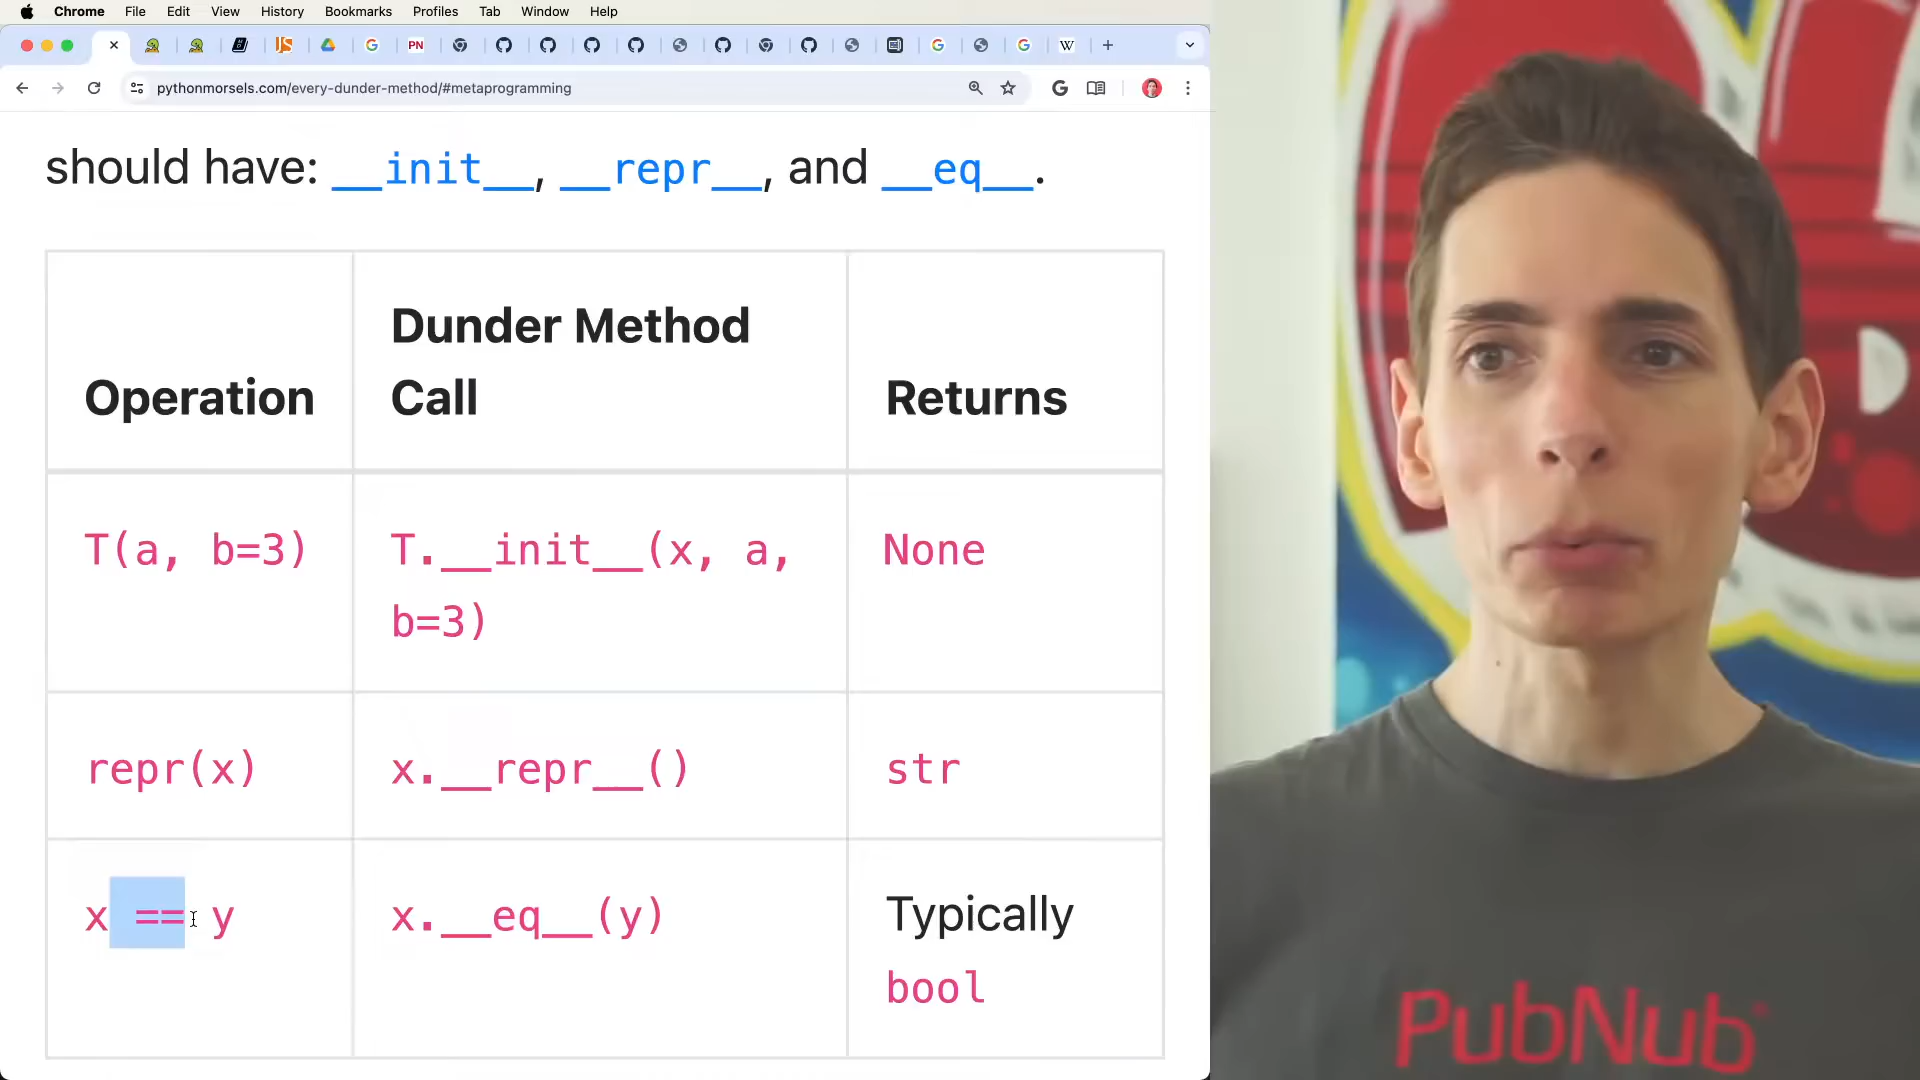 Chrome File Edit View History Bookmarks Profiles Tab Window Help
PN JS G G G W
pythonmorsels.com/every-dunder-method/#metaprogramming
should have: __init__, __repr__, and __eq__.
Operation
Dunder Method
Call
Returns
T(a, b=3)
T.__init__(x, a,
b=3)
None
repr(x)
x.__repr__()
str
x == y
x.__eq__(y)
Typically
bool
PubNub